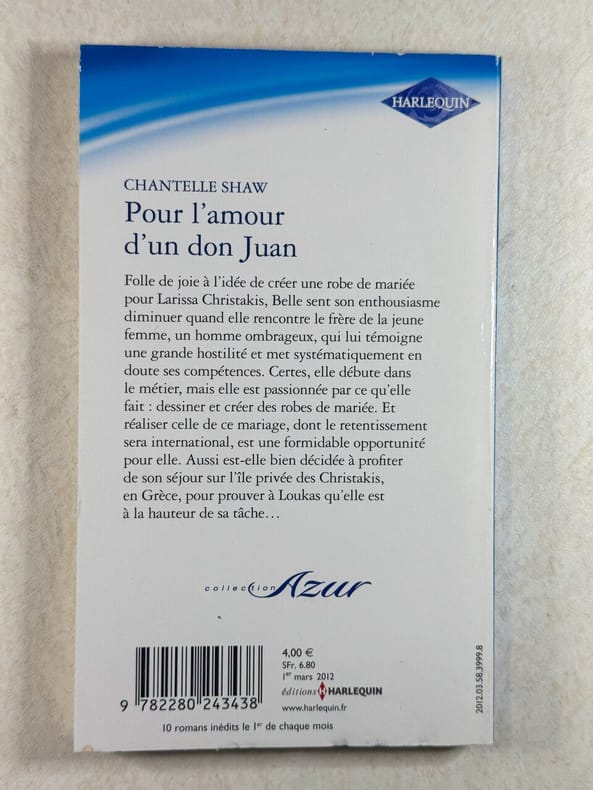 HARLEQUIN
CHANTELLE SHAW
Pour l'amour
d'un don Juan
Folle de joie à l'idée de créer une robe de mariée
pour Larissa Christakis, Belle sent son enthousiasme
diminuer quand elle rencontre le frère de la jeune
femme, un homme ombrageux, qui lui témoigne
une grande hostilité et met systématiquement en
doute ses compétences. Certes, elle débute dans
le métier, mais elle est passionnée par ce qu'elle
fait : dessiner et créer des robes de mariée. Et
réaliser celle de ce mariage, dont le retentissement
sera international, est une formidable opportunité
pour elle. Aussi est-elle bien décidée à profiter
de son séjour sur l'île privée des Christakis,
en Grèce, pour prouver à Loukas qu'elle est
à la hauteur de sa tâche...
collection Azur
4,00 €
SFr. 6.80
1er mars 2012
éditions HARLEQUIN
www.harlequin.fr
9 782280 243438
10 romans inédits le 1er de chaque mois
2012.03.58.3999.8